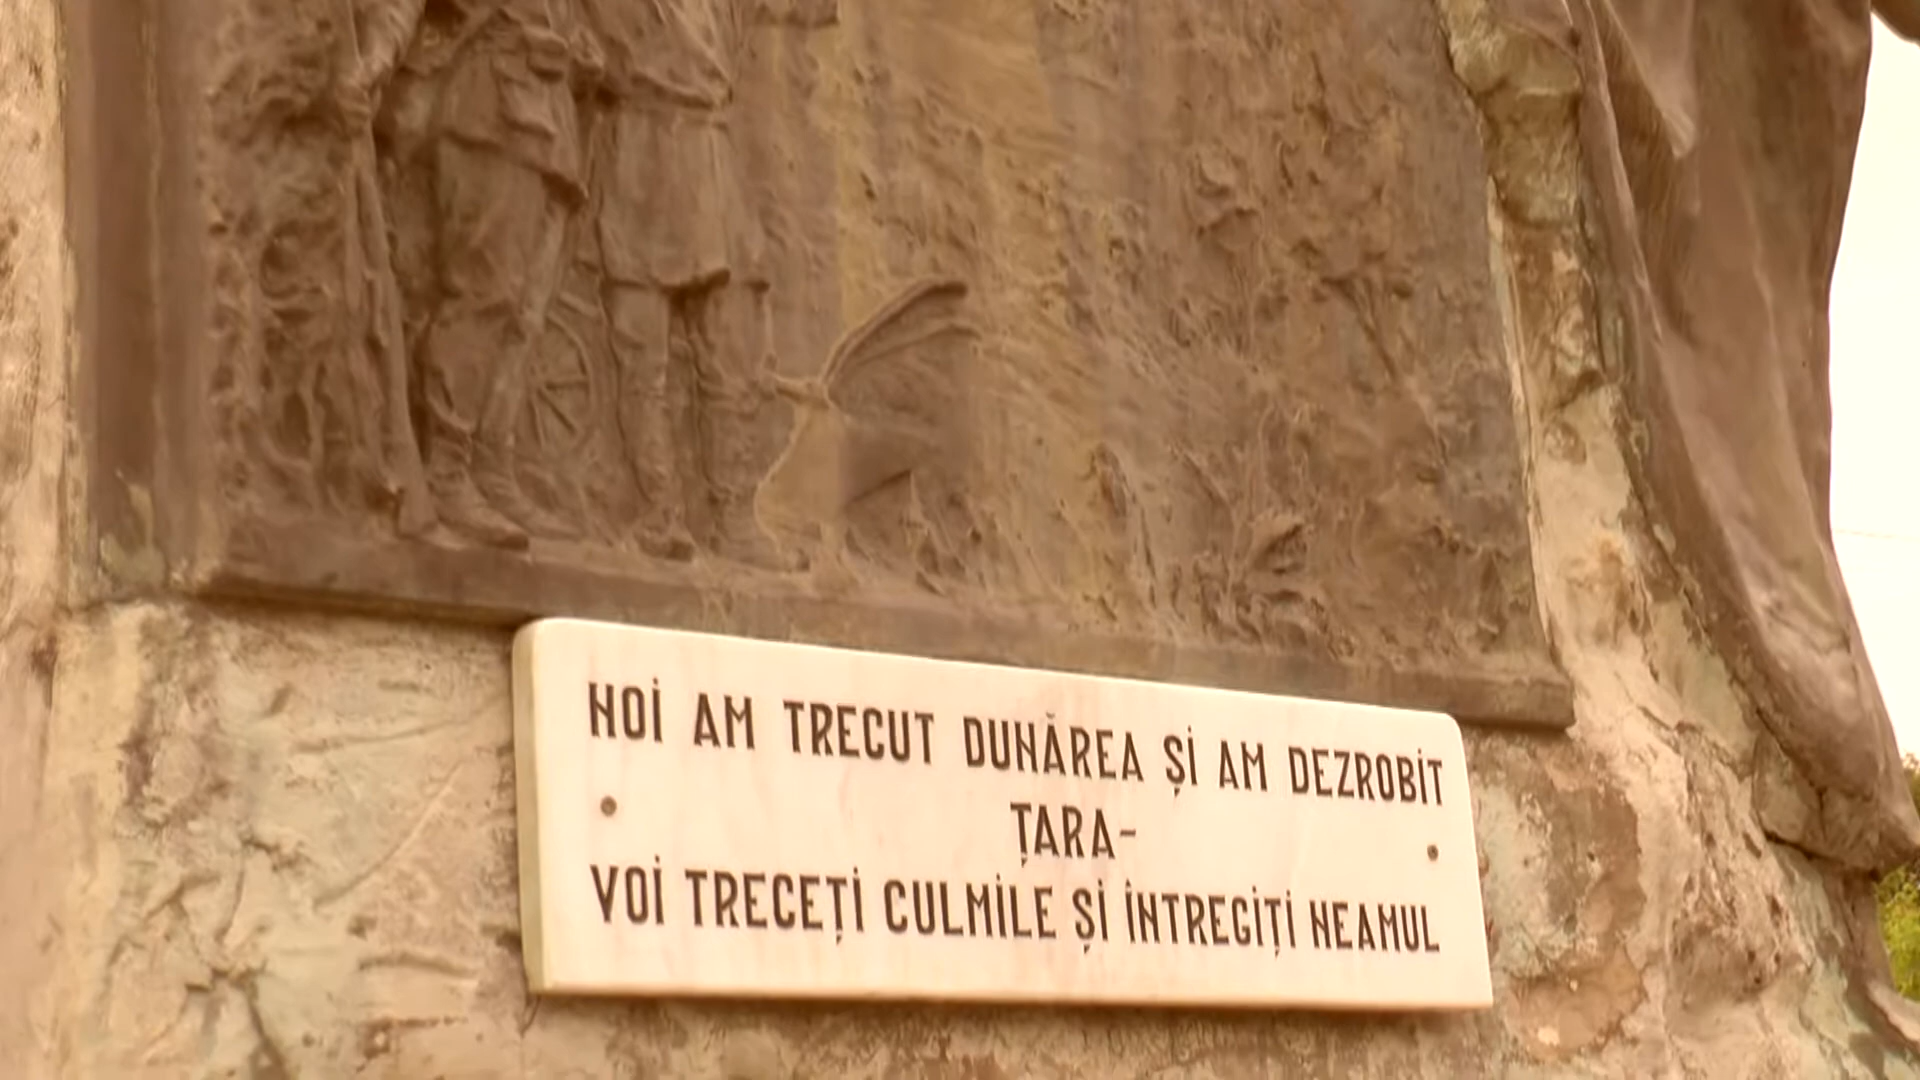 NOI AM TRECUT DUNĂREA ȘI AM DEZROBIT
ȚARA-
VOI TRECEȚI CULMILE ȘI ÎNTREGIȚI NEAMUL